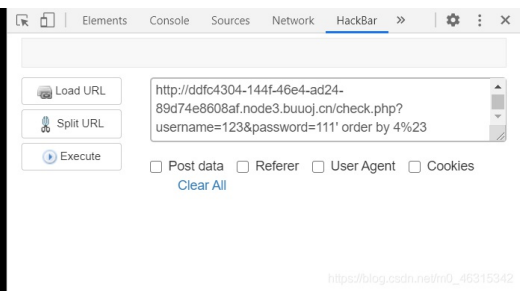 Elements Console Sources Network HackBar »
Load URL
http://ddfc4304-144f-46e4-ad24-
89d74e8608af.node3.buuoj.cn/check.php?
Split URL
username=123&password=111' order by 4%23
Execute
Post data Referer User Agent Cookies
Clear All
https://blog.csdn.net/m0_46315342